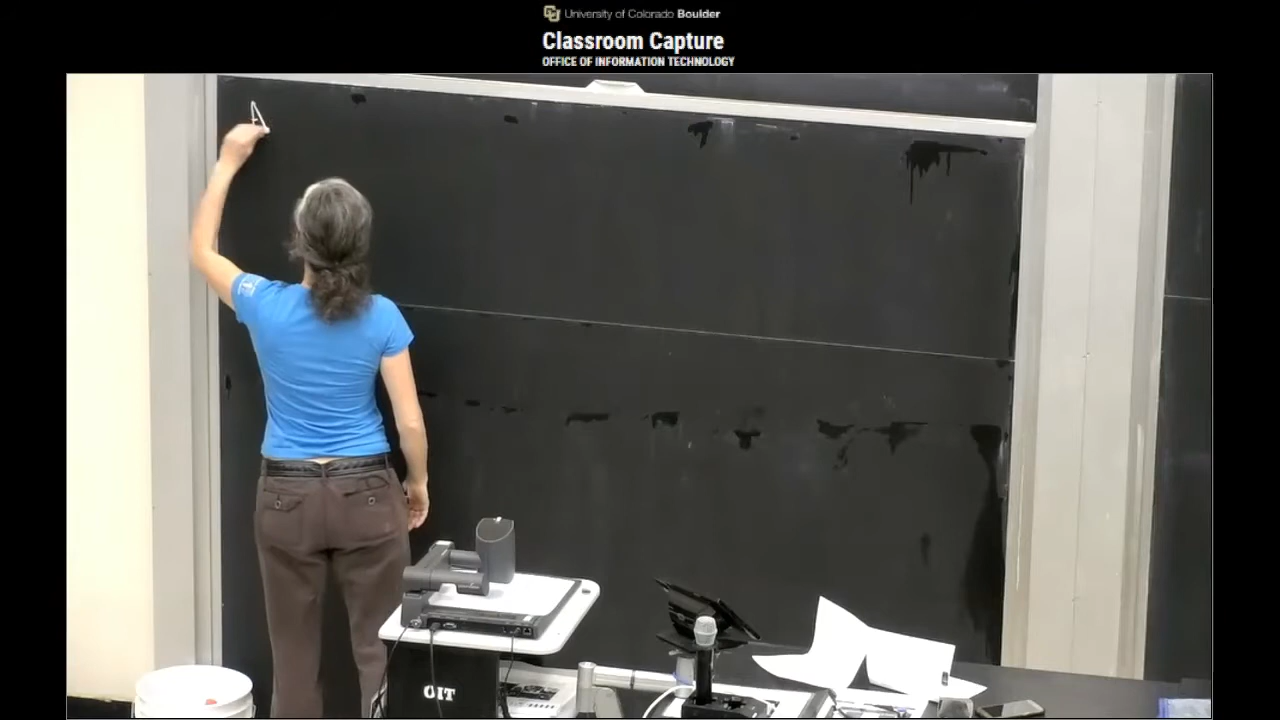 University of Colorado Boulder
Classroom Capture
OFFICE OF INFORMATION TECHNOLOGY
A
OIT